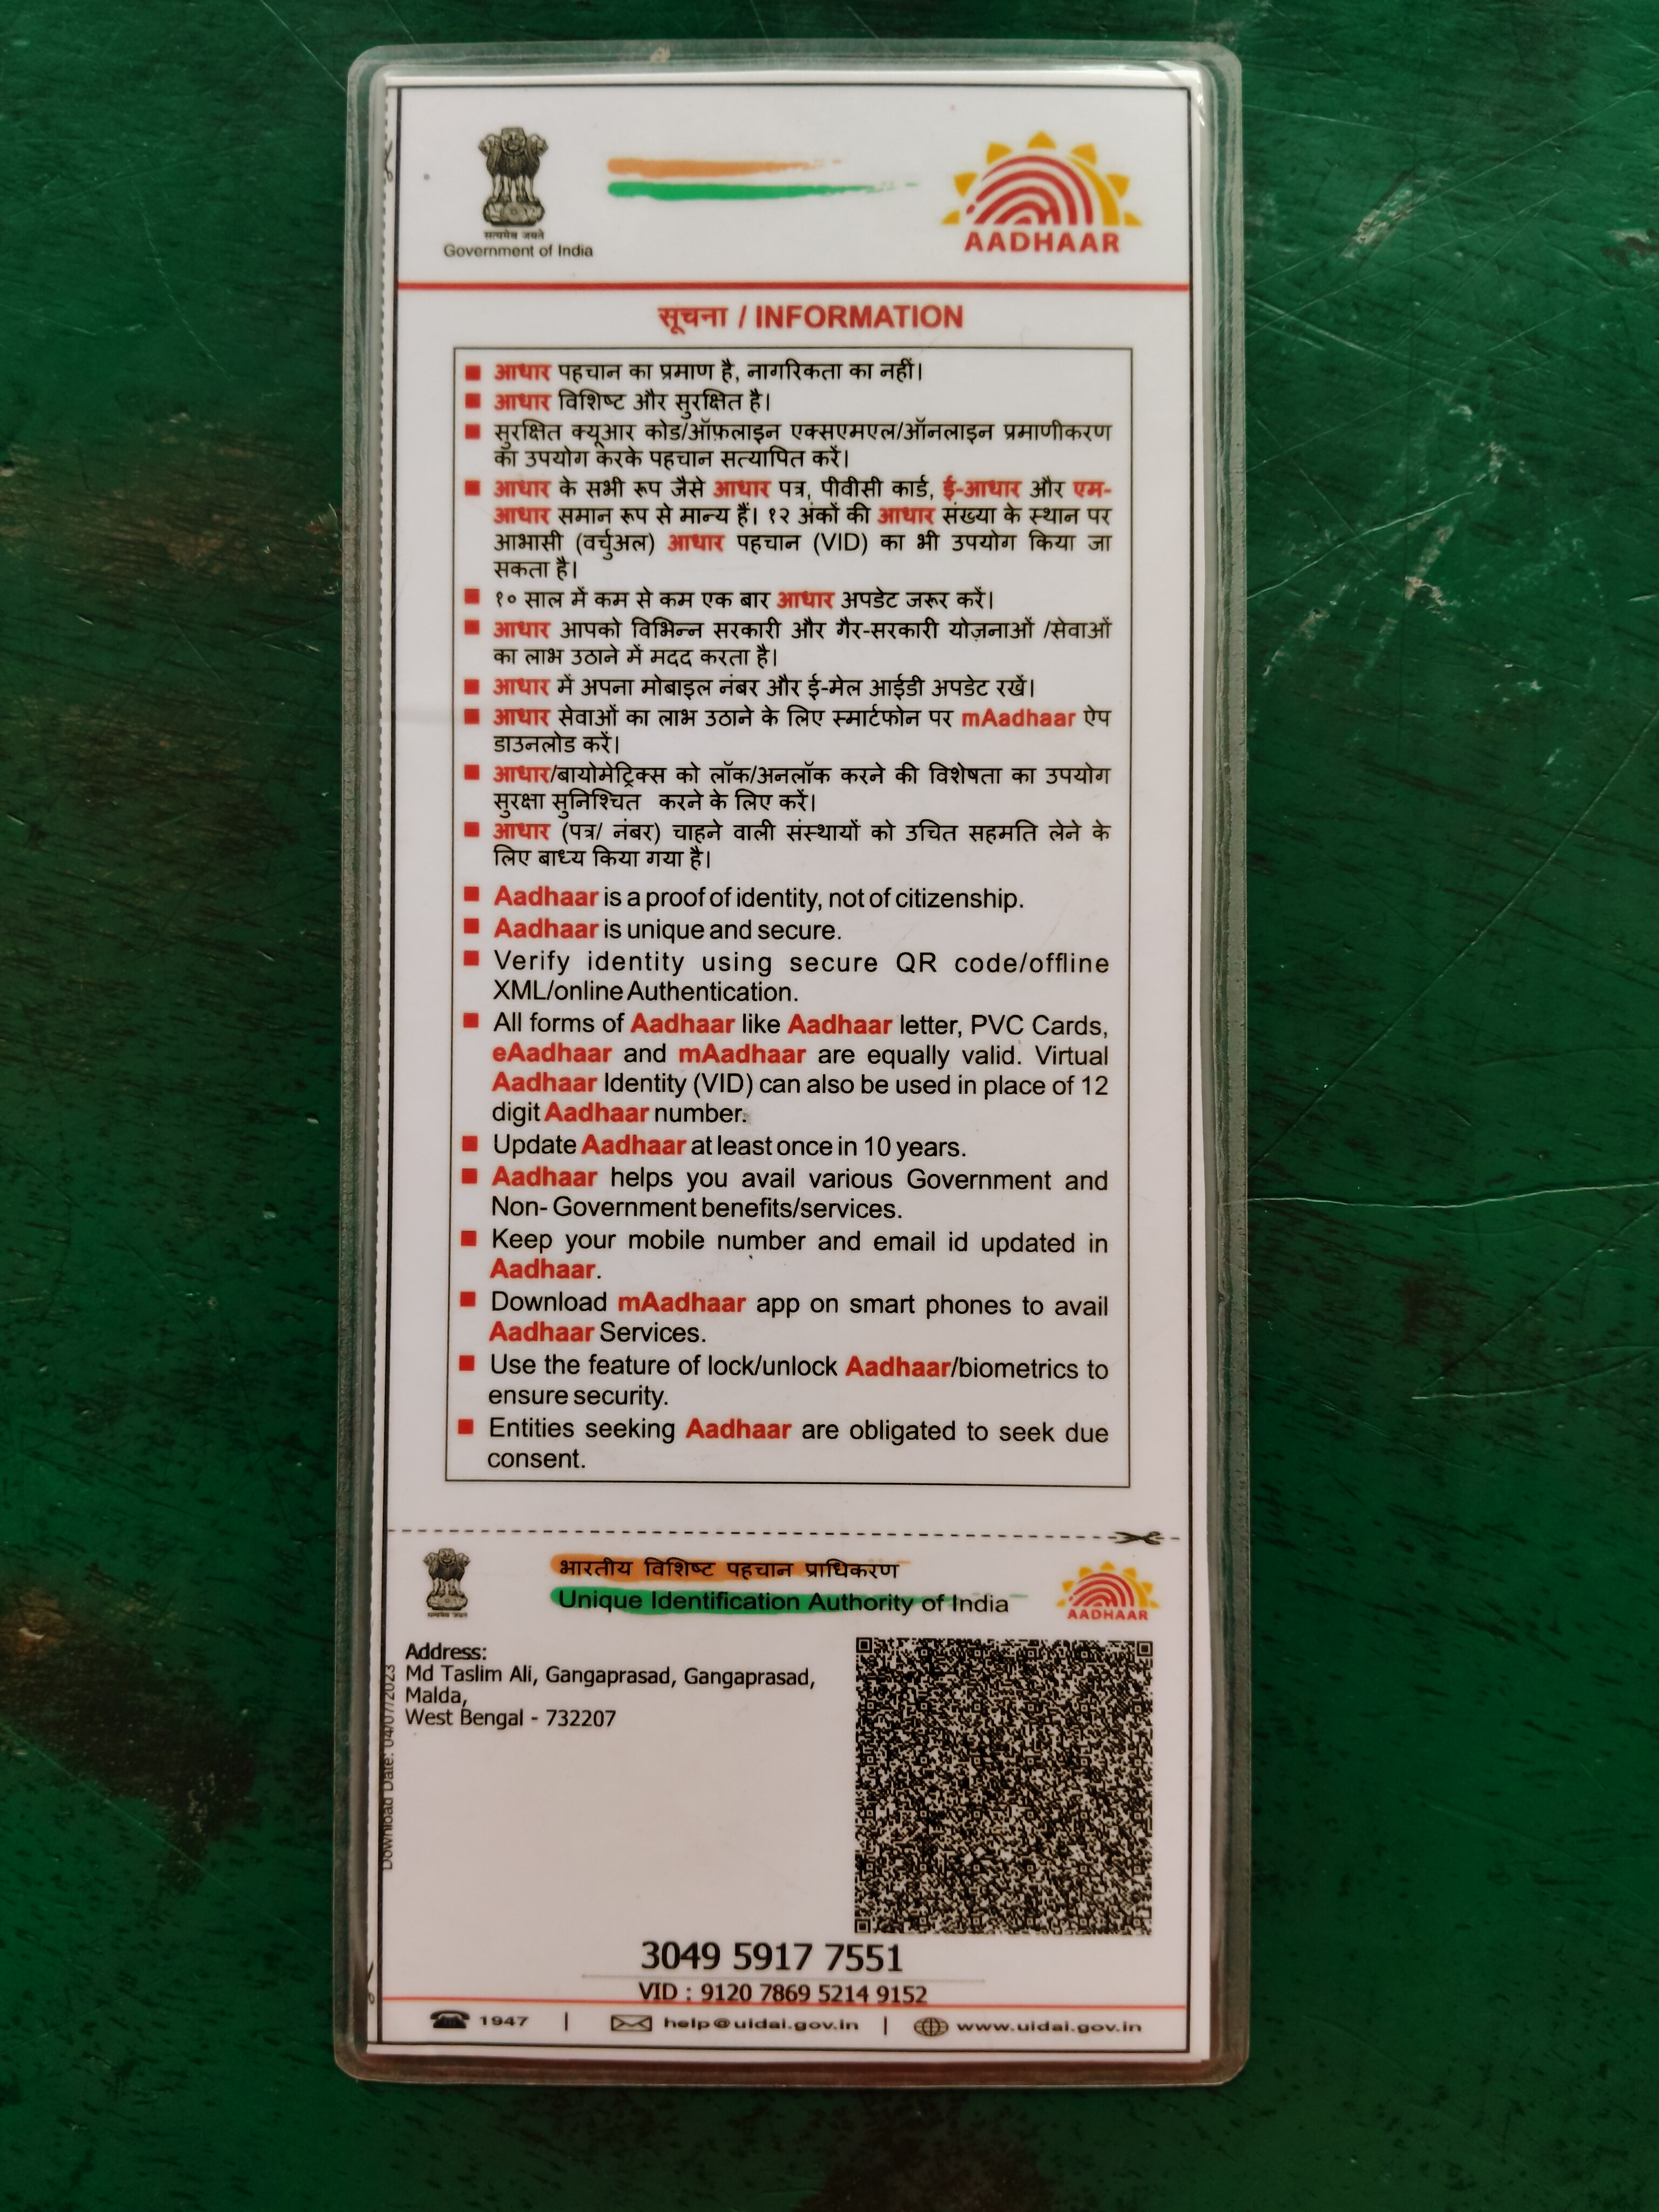 सत्यमेव जयते
Government of India
AADHAAR
सूचना / INFORMATION
आधार पहचान का प्रमाण है, नागरिकता का नहीं।
आधार विशिष्ट और सुरक्षित है।
सुरक्षित क्यूआर कोड/ऑफ़लाइन एक्सएमएल/ऑनलाइन प्रमाणीकरण
का उपयोग करके पहचान सत्यापित करें।
आधार के सभी रूप जैसे आधार पत्र, पीवीसी कार्ड, ई-आधार और एम-
आधार समान रूप से मान्य हैं। १२ अंकों की आधार संख्या के स्थान पर
आभासी (वर्चुअल) आधार पहचान (VID) का भी उपयोग किया जा
सकता है।
१० साल में कम से कम एक बार आधार अपडेट जरूर करें।
आधार आपको विभिन्न सरकारी और गैर-सरकारी योजनाओं /सेवाओं
का लाभ उठाने में मदद करता है।
आधार में अपना मोबाइल नंबर और ई-मेल आईडी अपडेट रखें।
आधार सेवाओं का लाभ उठाने के लिए स्मार्टफोन पर mAadhaar ऐप
डाउनलोड करें।
आधार/बायोमेट्रिक्स को लॉक/अनलॉक करने की विशेषता का उपयोग
सुरक्षा सुनिश्चित करने के लिए करें।
आधार (पत्र/ नंबर) चाहने वाली संस्थायों को उचित सहमति लेने के
लिए बाध्य किया गया है।
Aadhaar is a proof of identity, not of citizenship.
Aadhaar is unique and secure.
Verify identity using secure QR code/offline
XML/online Authentication.
All forms of Aadhaar like Aadhaar letter, PVC Cards,
eAadhaar and mAadhaar are equally valid. Virtual
Aadhaar Identity (VID) can also be used in place of 12
digit Aadhaar number.
Update Aadhaar at least once in 10 years.
Aadhaar helps you avail various Government and
Non- Government benefits/services.
Keep your mobile number and email id updated in
Aadhaar.
Download mAadhaar app on smart phones to avail
Aadhaar Services.
Use the feature of lock/unlock Aadhaar/biometrics to
ensure security.
Entities seeking Aadhaar are obligated to seek due
consent.
भारतीय विशिष्ट पहचान प्राधिकरण
Unique Identification Authority of India
सत्यमेव जयते
AADHAAR
Address:
Md Taslim Ali, Gangaprasad, Gangaprasad,
Malda,
West Bengal - 732207
Download Date: 04/07/2023
3049 5917 7551
VID : 9120 7869 5214 9152
1947 | help@uidai.gov.in | www.uidai.gov.in